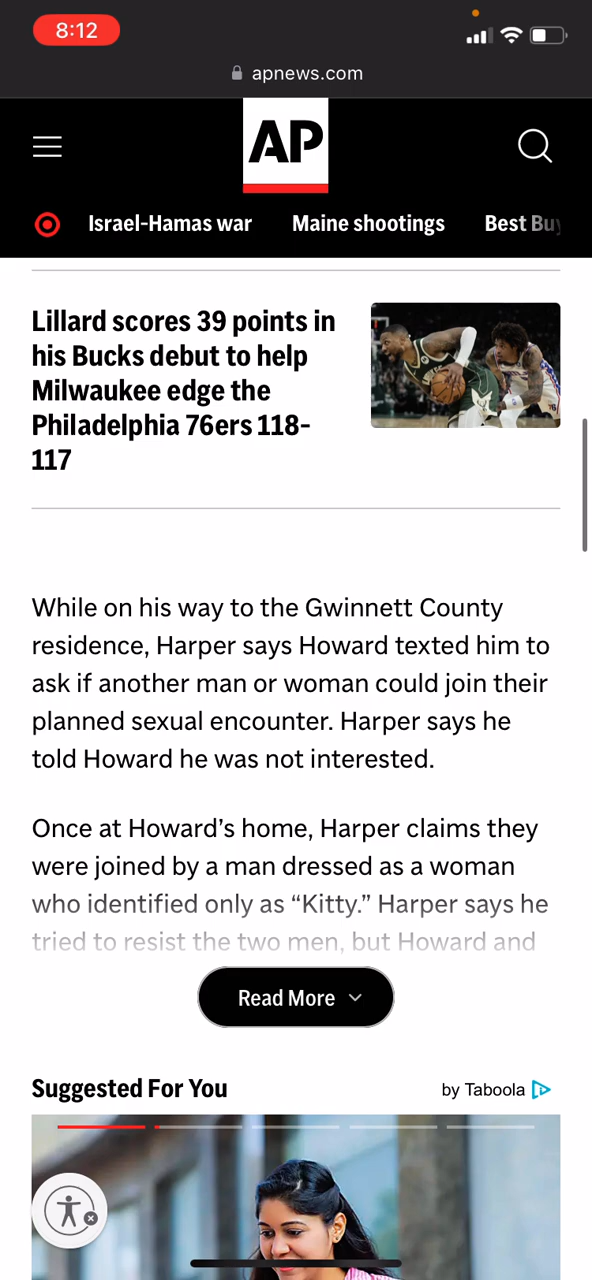 8:12
apnews.com
AP
Israel-Hamas war Maine shootings Best Buy
Lillard scores 39 points in
his Bucks debut to help
Milwaukee edge the
Philadelphia 76ers 118-
117
While on his way to the Gwinnett County
residence, Harper says Howard texted him to
ask if another man or woman could join their
planned sexual encounter. Harper says he
told Howard he was not interested.
Once at Howard’s home, Harper claims they
were joined by a man dressed as a woman
who identified only as “Kitty.” Harper says he
tried to resist the two men, but Howard and
Read More
Suggested For You by Taboola